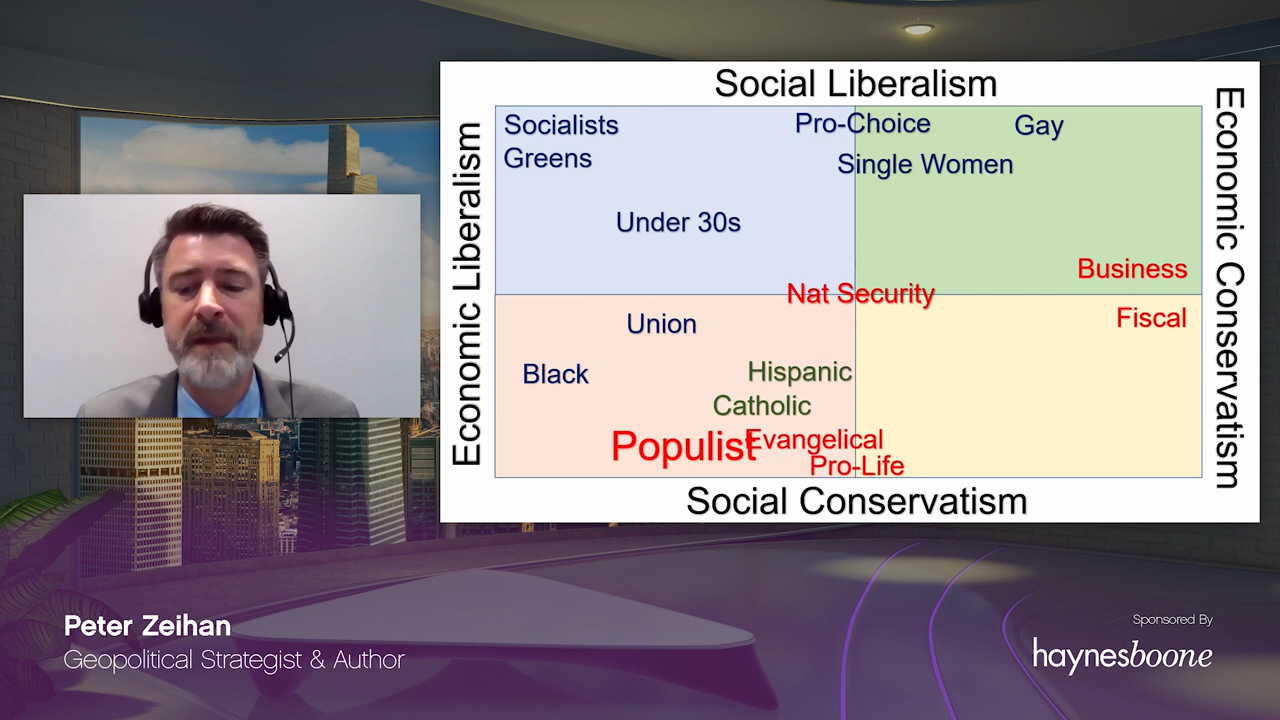 Social Liberalism
Economic Liberalism
Economic Conservatism
Socialists
Pro-Choice
Gay
Greens
Single Women
Under 30s
Business
Nat Security
Fiscal
Union
Black
Hispanic
Catholic
Populist
Evangelical
Pro-Life
Social Conservatism
Peter Zeihan
Geopolitical Strategist & Author
Sponsored By
haynesboone